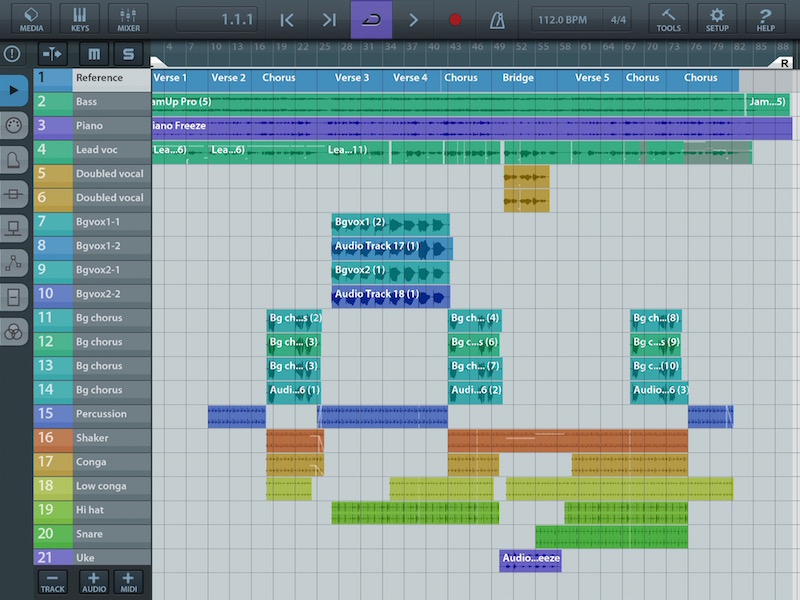 MEDIA KEYS MIXER 1.1.1 112.0 BPM 4/4 TOOLS SETUP HELP
m S 4 7 10 13 16 19 22 25 28 31 34 37 40 43 46 49 52 55 58 61 64 67 70 73 76 79 82 85 88
R
1 Reference Verse 1 Verse 2 Chorus Verse 3 Verse 4 Chorus Bridge Verse 5 Chorus Chorus
2 Bass amUp Pro (5) Jam...5)
3 Piano iano Freeze
4 Lead voc Lea...6) Lea...6) Lea...11)
5 Doubled vocal
6 Doubled vocal
7 Bgvox1-1 Bgvox1 (2)
8 Bgvox1-2 Audio Track 17 (1)
9 Bgvox2-1 Bgvox2 (1)
10 Bgvox2-2 Audio Track 18 (1)
11 Bg chorus Bg ch...s (2) Bg ch... (4) Bg ch...(8)
12 Bg chorus Bg ch... (3) Bg c...s (6) Bg c...s (9)
13 Bg chorus Bg ch... (3) Bg ch... (7) Bg c...(10)
14 Bg chorus Audi...6 (1) Audi...6 (2) Audio...6 (3)
15 Percussion
16 Shaker
17 Conga
18 Low conga
19 Hi hat
20 Snare
21 Uke Audio...eeze
TRACK AUDIO MIDI